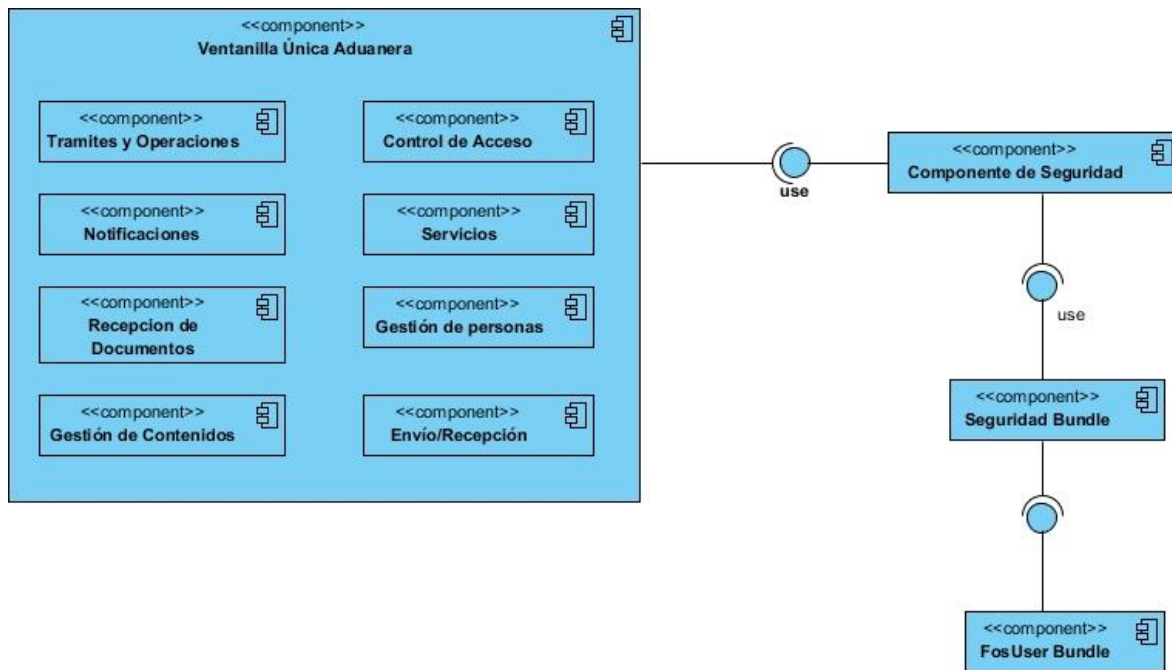 <<component>>
Ventanilla Única Aduanera
<<component>>
Tramites y Operaciones
<<component>>
Control de Acceso
<<component>>
Notificaciones
<<component>>
Servicios
<<component>>
Recepcion de
Documentos
<<component>>
Gestión de personas
<<component>>
Gestión de Contenidos
<<component>>
Envío/Recepción
use
<<component>>
Componente de Seguridad
use
<<component>>
Seguridad Bundle
<<component>>
FosUser Bundle